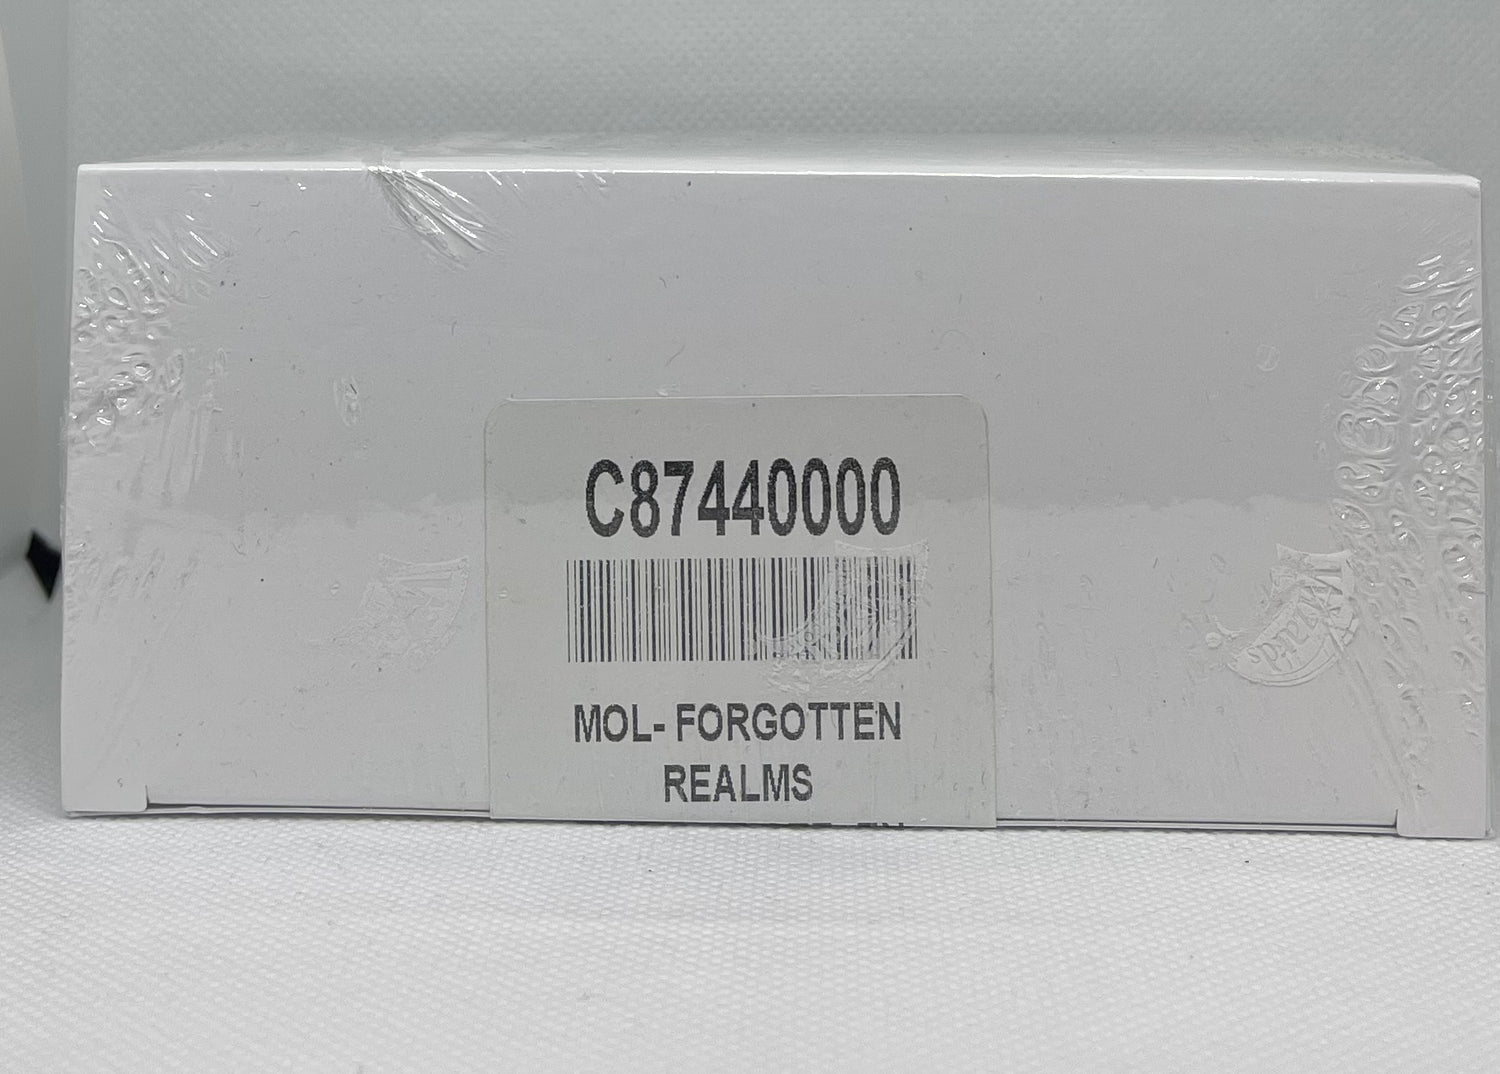 C87440000
MOL- FORGOTTEN
REALMS